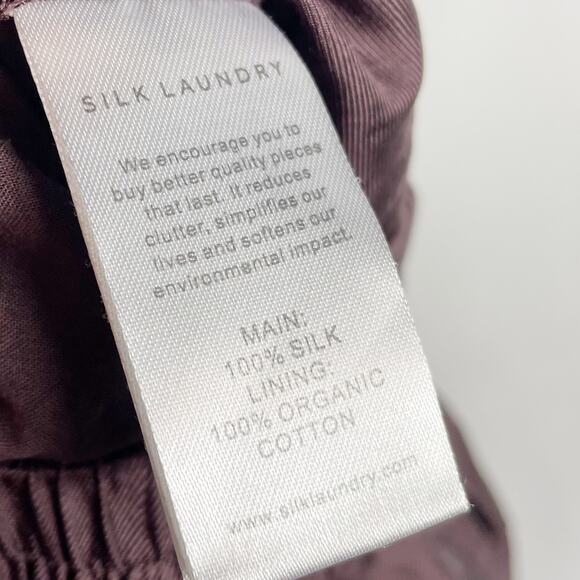 SILK LAUNDRY
We encourage you to
buy better quality pieces
that last. It reduces
clutter, simplifies our
lives and softens our
environmental impact.
MAIN:
100% SILK
LINING:
100% ORGANIC
COTTON
www.silklaundry.com